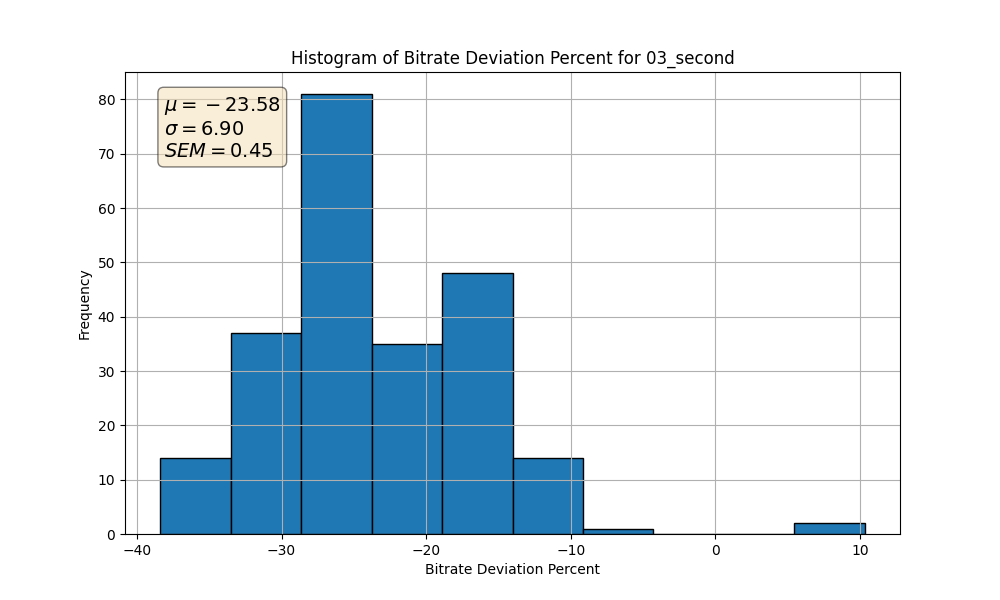 Histogram of Bitrate Deviation Percent for 03_second
μ = −23.58
σ = 6.90
SEM = 0.45
80
70
60
50
40
30
20
10
0
Frequency
−40
−30
−20
−10
0
10
Bitrate Deviation Percent